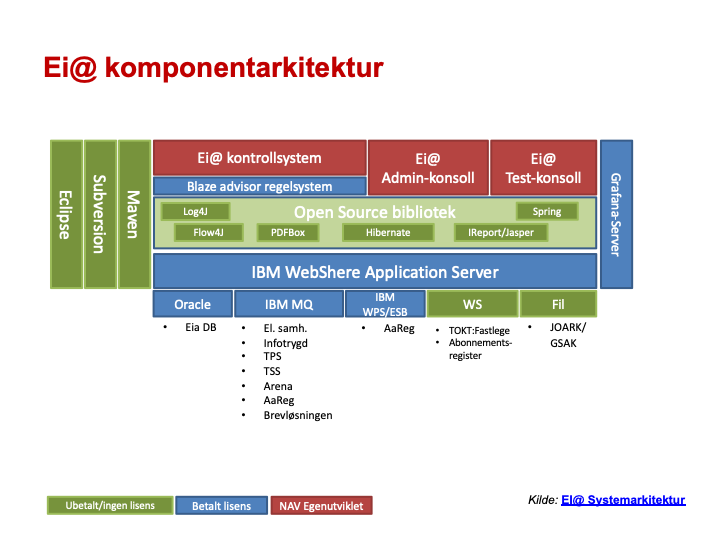 Ei@ komponentarkitektur
Eclipse
Subversion
Maven
Ei@ kontrollsystem
Blaze advisor regelsystem
Ei@
Admin-konsoll
Ei@
Test-konsoll
Grafana-Server
Open Source bibliotek
Log4J
Spring
Flow4J
PDFBox
Hibernate
IReport/Jasper
IBM WebShere Application Server
Oracle
IBM MQ
IBM
WPS/ESB
WS
Fil
• Eia DB
• El. samh.
• Infotrygd
• TPS
• TSS
• Arena
• AaReg
• Brevløsningen
• AaReg
• TOKT:Fastlege
• Abonnements-
register
• JOARK/
GSAK
Ubetalt/ingen lisens
Betalt lisens
NAV Egenutviklet
Kilde: EI@ Systemarkitektur